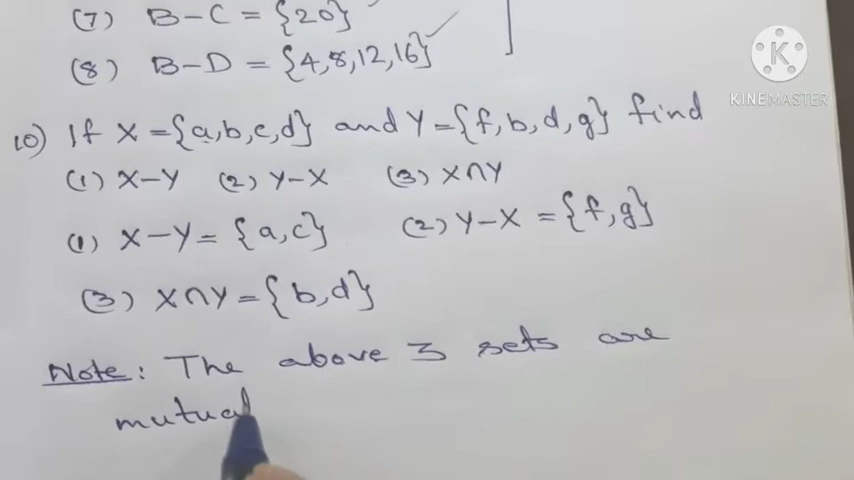 (7) B-C = {20}
(8) B-D = {4,8,12,16}
K
KINEMASTER
10) If X = {a,b,c,d} and Y = {f,b,d,g} find
(1) X-Y (2) Y-X (3) X∩Y
(1) X-Y = {a,c} (2) Y-X = {f,g}
(3) X∩Y = {b,d}
Note: The above 3 sets are
mutual